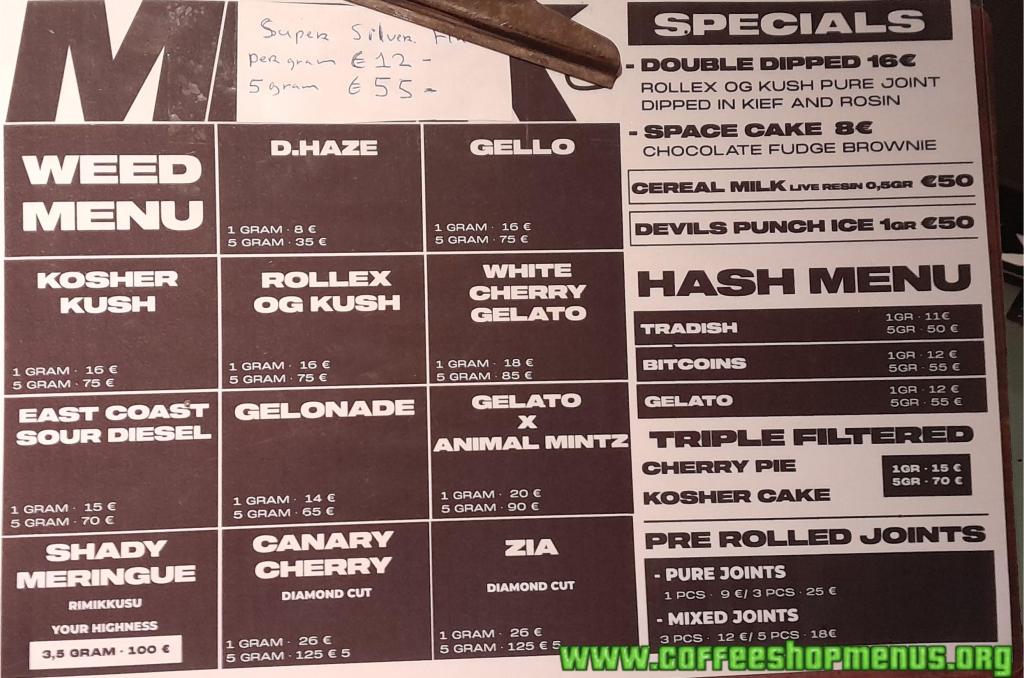 Super Silver
per gram € 12 -
5 gram € 55 -
WEED
MENU
D.HAZE
1 GRAM · 8 €
5 GRAM · 35 €
GELLO
1 GRAM · 16 €
5 GRAM · 75 €
KOSHER
KUSH
1 GRAM · 16 €
5 GRAM · 75 €
ROLLEX
OG KUSH
1 GRAM · 16 €
5 GRAM · 75 €
WHITE
CHERRY
GELATO
1 GRAM · 18 €
5 GRAM · 85 €
EAST COAST
SOUR DIESEL
1 GRAM · 15 €
5 GRAM · 70 €
GELONADE
1 GRAM · 14 €
5 GRAM · 65 €
GELATO
X
ANIMAL MINTZ
1 GRAM · 20 €
5 GRAM · 90 €
SHADY
MERINGUE
RIMIKKUSU
YOUR HIGHNESS
3,5 GRAM · 100 €
CANARY
CHERRY
DIAMOND CUT
1 GRAM · 26 €
5 GRAM · 125 € 5
ZIA
DIAMOND CUT
1 GRAM · 26 €
5 GRAM · 125 € 5
SPECIALS
- DOUBLE DIPPED 16€
ROLLEX OG KUSH PURE JOINT
DIPPED IN KIEF AND ROSIN
- SPACE CAKE 8€
CHOCOLATE FUDGE BROWNIE
CEREAL MILK LIVE RESIN 0,5GR €50
DEVILS PUNCH ICE 1GR €50
HASH MENU
TRADISH
1GR · 11€
5GR · 50 €
BITCOINS
1GR · 12 €
5GR · 55 €
GELATO
1GR · 12 €
5GR · 55 €
TRIPLE FILTERED
CHERRY PIE
KOSHER CAKE
1GR · 15 €
5GR · 70 €
PRE ROLLED JOINTS
- PURE JOINTS
1 PCS · 9 €/ 3 PCS · 25 €
- MIXED JOINTS
3 PCS · 12 €/ 5 PCS · 18€
www.coffeeshopmenus.org